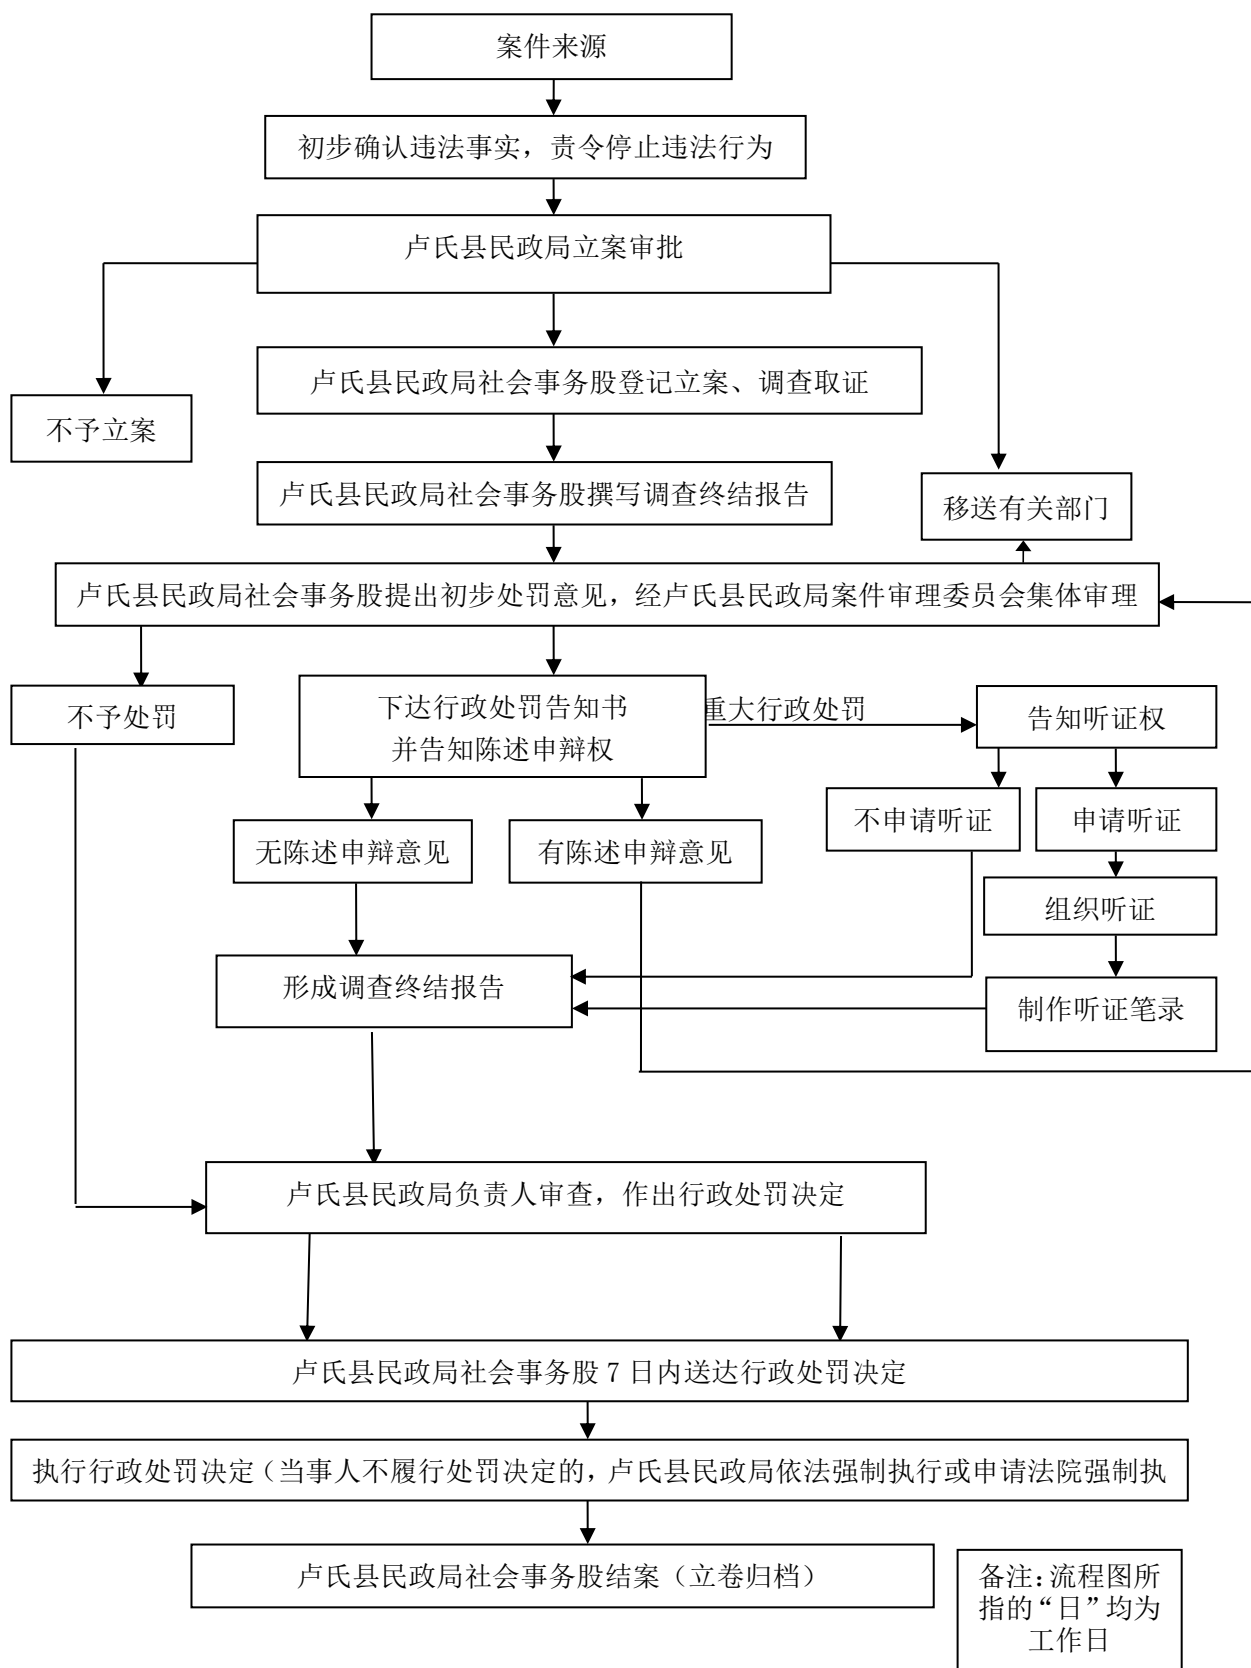 案件来源
初步确认违法事实，责令停止违法行为
卢氏县民政局立案审批
卢氏县民政局社会事务股登记立案、调查取证
不予立案
卢氏县民政局社会事务股撰写调查终结报告
移送有关部门
卢氏县民政局社会事务股提出初步处罚意见，经卢氏县民政局案件审理委员会集体审理
不予处罚
下达行政处罚告知书
并告知陈述申辩权
重大行政处罚
告知听证权
不申请听证
申请听证
无陈述申辩意见
有陈述申辩意见
组织听证
形成调查终结报告
制作听证笔录
卢氏县民政局负责人审查，作出行政处罚决定
卢氏县民政局社会事务股 7 日内送达行政处罚决定
执行行政处罚决定（当事人不履行处罚决定的，卢氏县民政局依法强制执行或申请法院强制执
卢氏县民政局社会事务股结案（立卷归档）
备注：流程图所
指的“日”均为
工作日